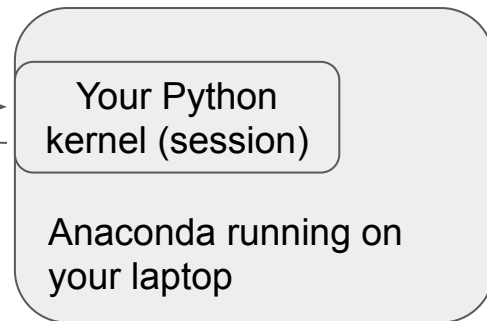 Your Python
kernel (session)
Anaconda running on
your laptop